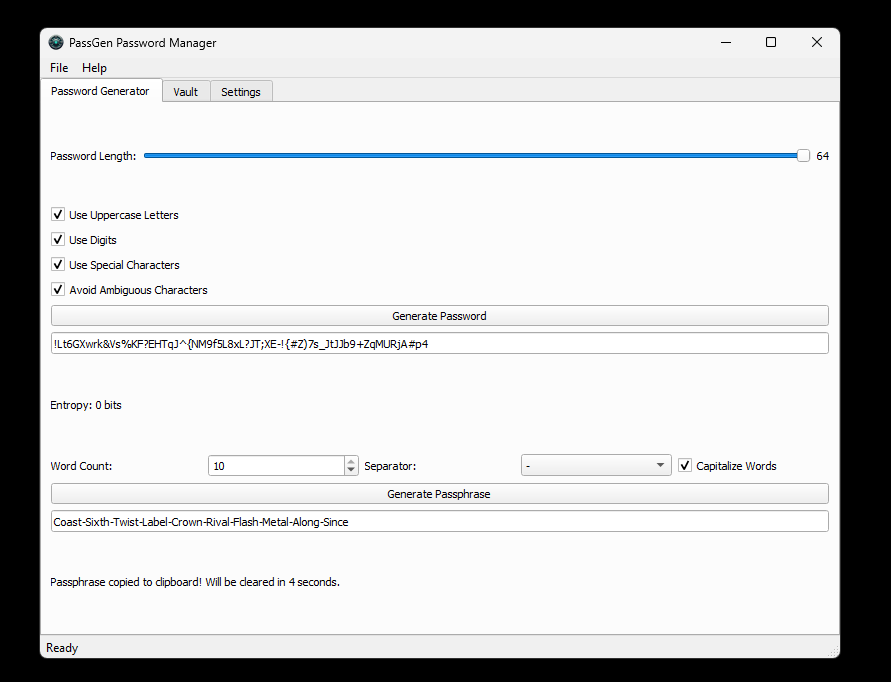 PassGen Password Manager
File Help
Password Generator Vault Settings
Password Length: 64
Use Uppercase Letters
Use Digits
Use Special Characters
Avoid Ambiguous Characters
Generate Password
!Lt6GXwrk&Vs%KF?EHTqJ^{NM9f5L8xL?JT;XE-!{#Z)7s_JtJJb9+ZqMURjA#p4
Entropy: 0 bits
Word Count: 10 Separator: - Capitalize Words
Generate Passphrase
Coast-Sixth-Twist-Label-Crown-Rival-Flash-Metal-Along-Since
Passphrase copied to clipboard! Will be cleared in 4 seconds.
Ready